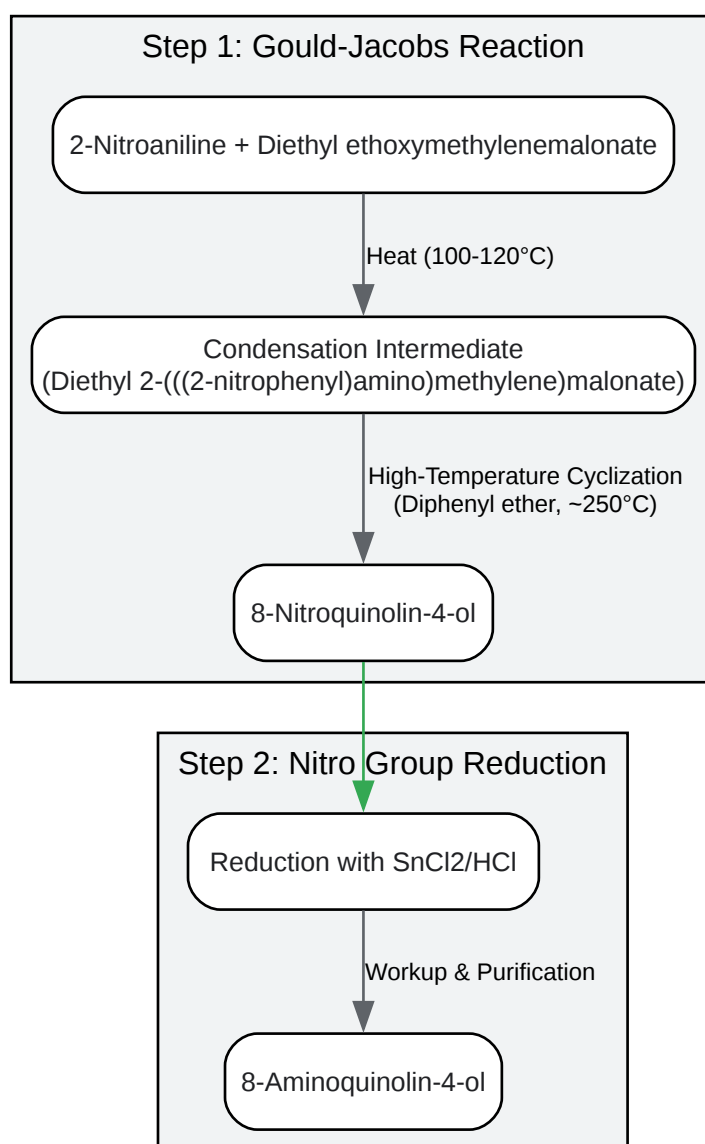 Step 1: Gould-Jacobs Reaction
2-Nitroaniline + Diethyl ethoxymethylenemalonate
Heat (100-120°C)
Condensation Intermediate
(Diethyl 2-(((2-nitrophenyl)amino)methylene)malonate)
High-Temperature Cyclization
(Diphenyl ether, ~250°C)
8-Nitroquinolin-4-ol
Step 2: Nitro Group Reduction
Reduction with SnCl2/HCl
Workup & Purification
8-Aminoquinolin-4-ol